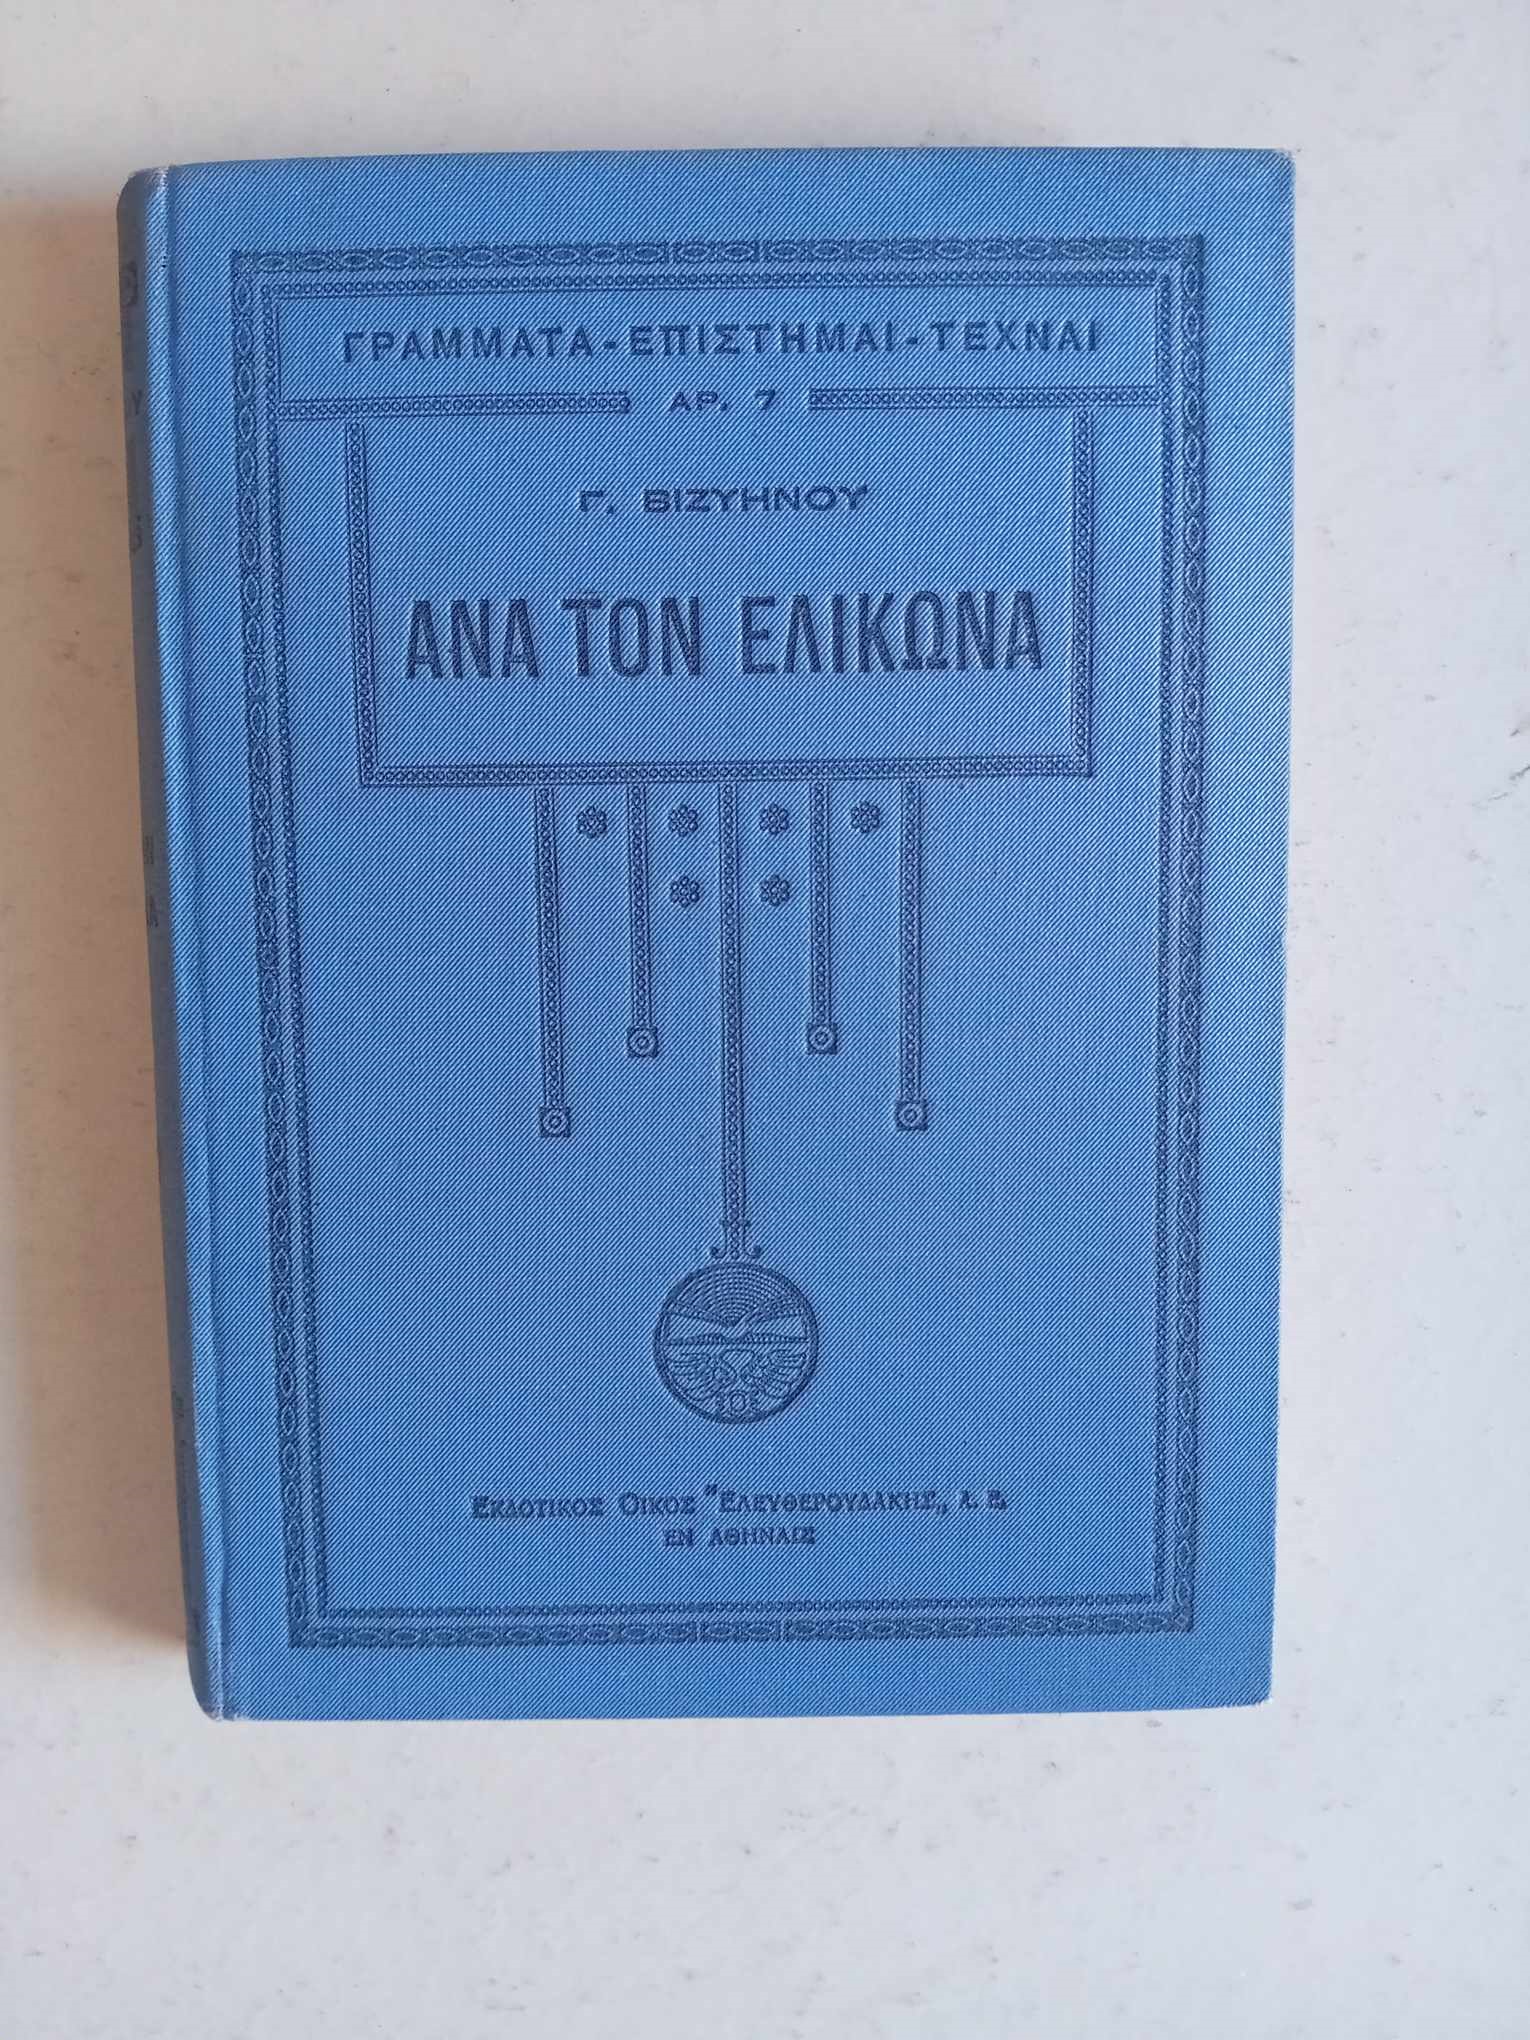 ΓΡΑΜΜΑΤΑ-ΕΠΙΣΤΗΜΑΙ-ΤΕΧΝΑΙ
ΑΡ. 7
Γ. ΒΙΖΥΗΝΟΥ
ΑΝΑ ΤΟΝ ΕΛΙΚΩΝΑ
ΕΚΔΟΤΙΚΟΣ ΟΙΚΟΣ "ΕΛΕΥΘΕΡΟΥΔΑΚΗΣ„ Α. Ε.
ΕΝ ΑΘΗΝΑΙΣ